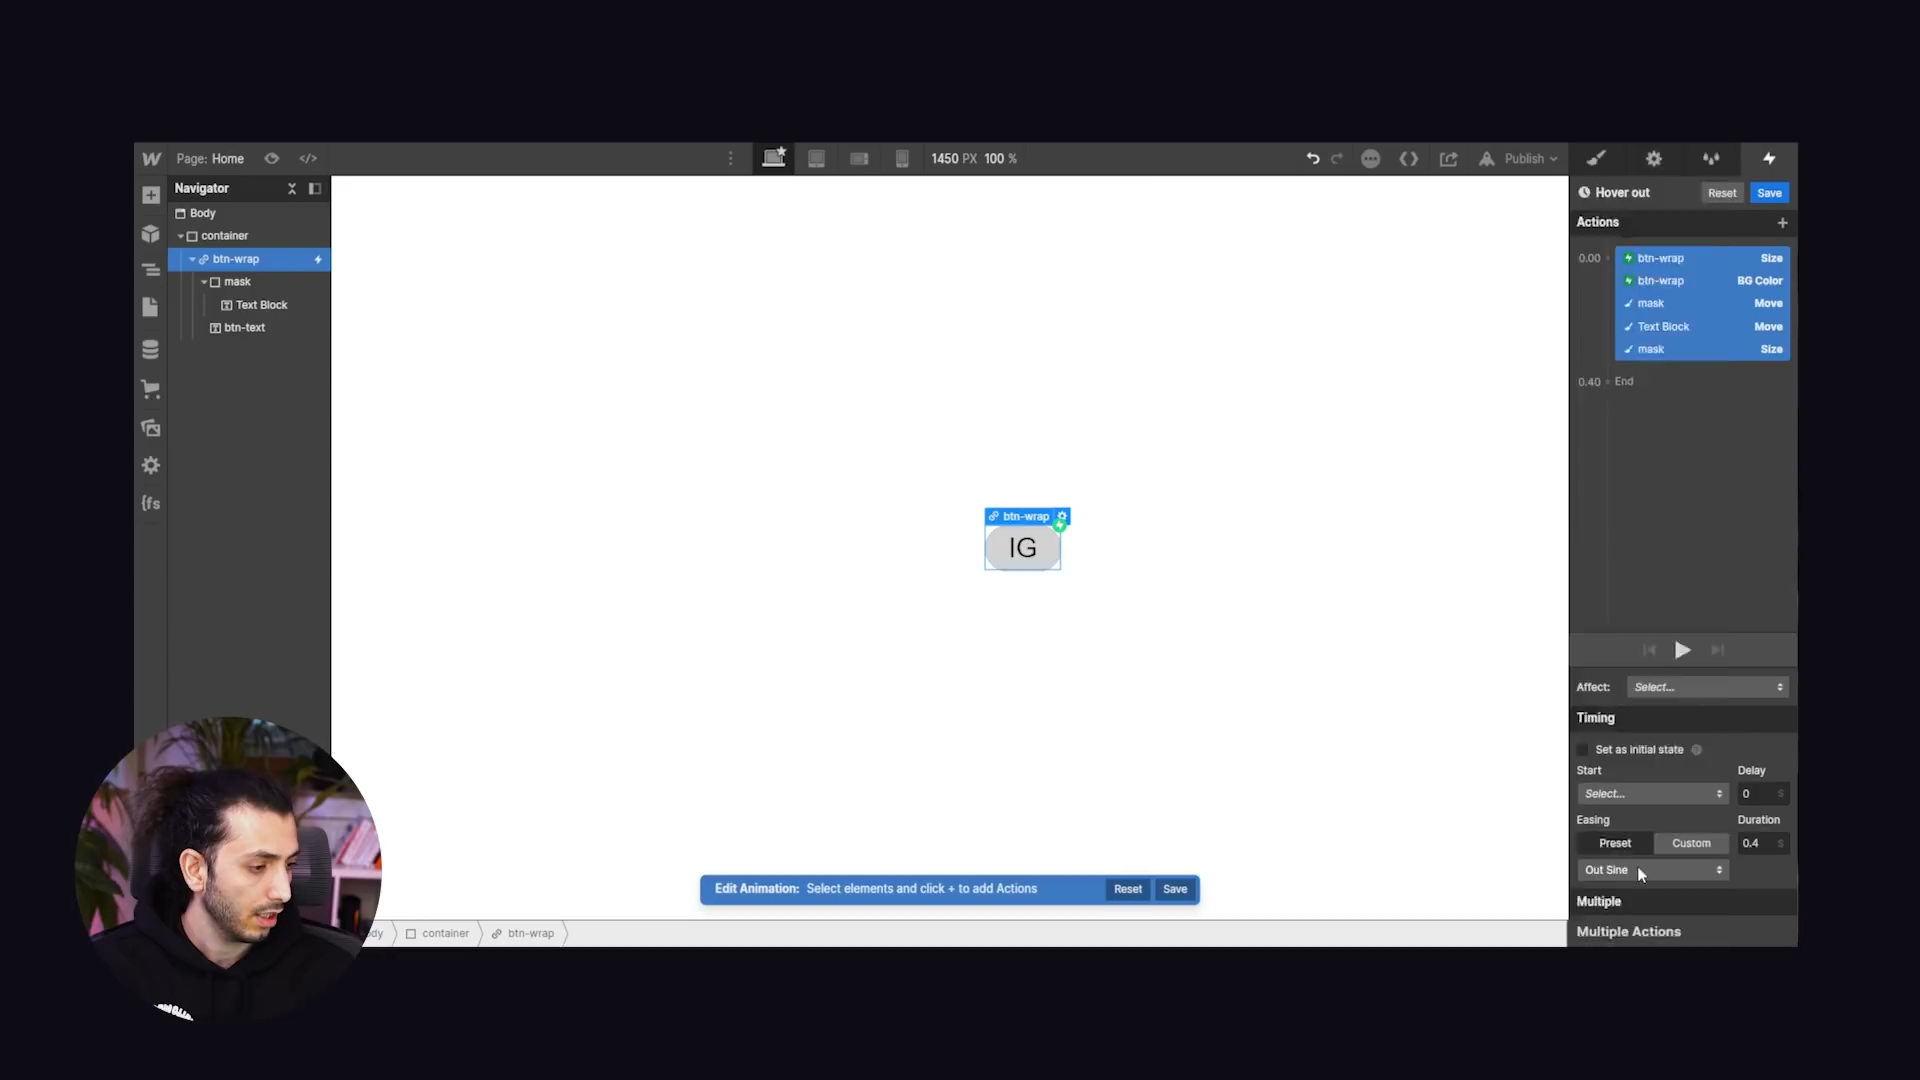 Page: Home
</>
1450 PX 100 %
Publish
Navigator
Body
container
btn-wrap
mask
Text Block
btn-text
{fs
btn-wrap
IG
Hover out
Reset
Save
Actions
+
0.00
btn-wrap Size
btn-wrap BG Color
mask Move
Text Block Move
mask Size
0.40 End
Affect: Select...
Timing
Set as initial state ?
Start Delay
Select... 0 S
Easing Duration
Preset Custom 0.4 S
Out Sine
Multiple
Multiple Actions
Edit Animation: Select elements and click + to add Actions Reset Save
dy container btn-wrap